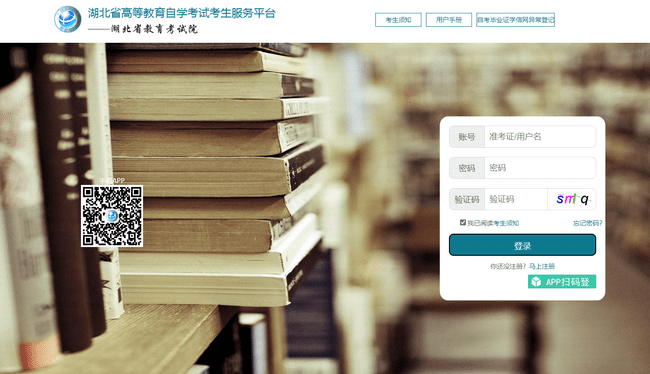 湖北省高等教育自学考试考生服务平台
——湖北省教育考试院
考生须知
用户手册
自考毕业证学信网异常登记
APP
账号 准考证/用户名
密码 密码
验证码 验证码 smt q
我已阅读考生须知 忘记密码?
登录
你还没注册? 马上注册
APP扫码登